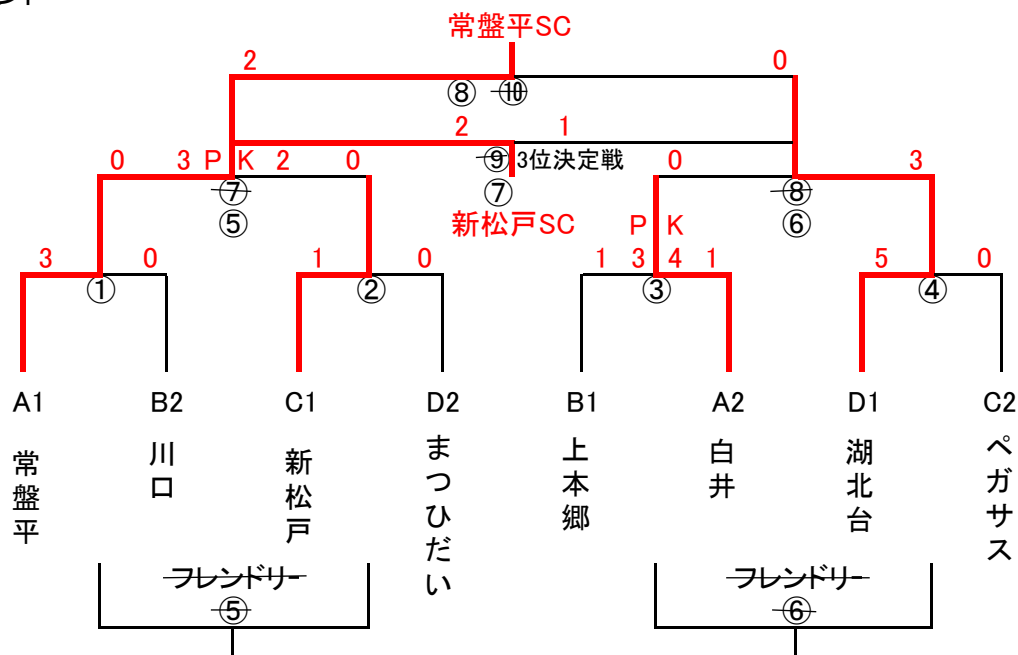 常盤平SC
2 0
⑧ ⑩
2 1
0 3 P K 2 0
⑨ 3位決定戦
0 3
⑦ ⑦ ⑧
⑤ 新松戸SC P K ⑥
3 0 1 0 1 3 4 1 5 0
① ② ③ ④
A1 B2 C1 D2 B1 A2 D1 C2
常盤平
川口
新松戸
まつひだい
上本郷
白井
湖北台
ペガサス
フレンドリー フレンドリー
⑤ ⑥